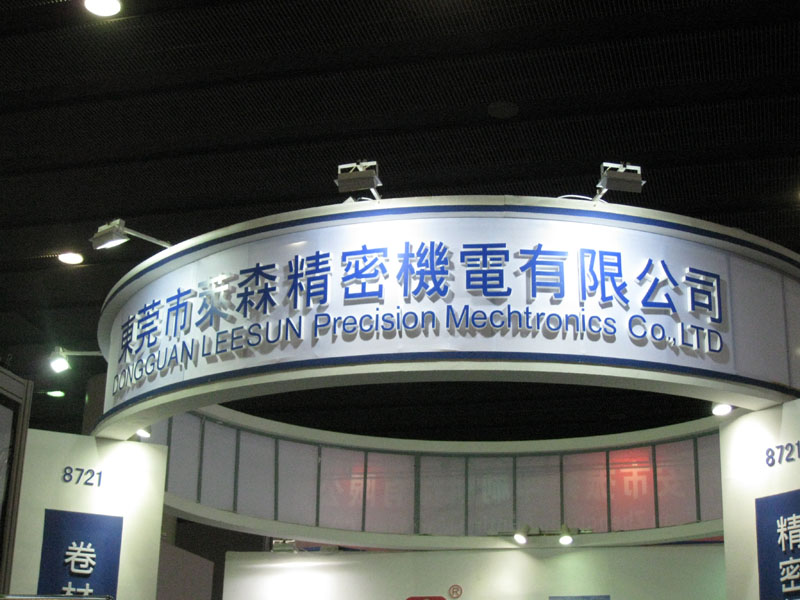 東莞市萊森精密機電有限公司
DONGGUAN LEESUN Precision Mechtronics Co.,LTD
8721
8721
卷
精密
®